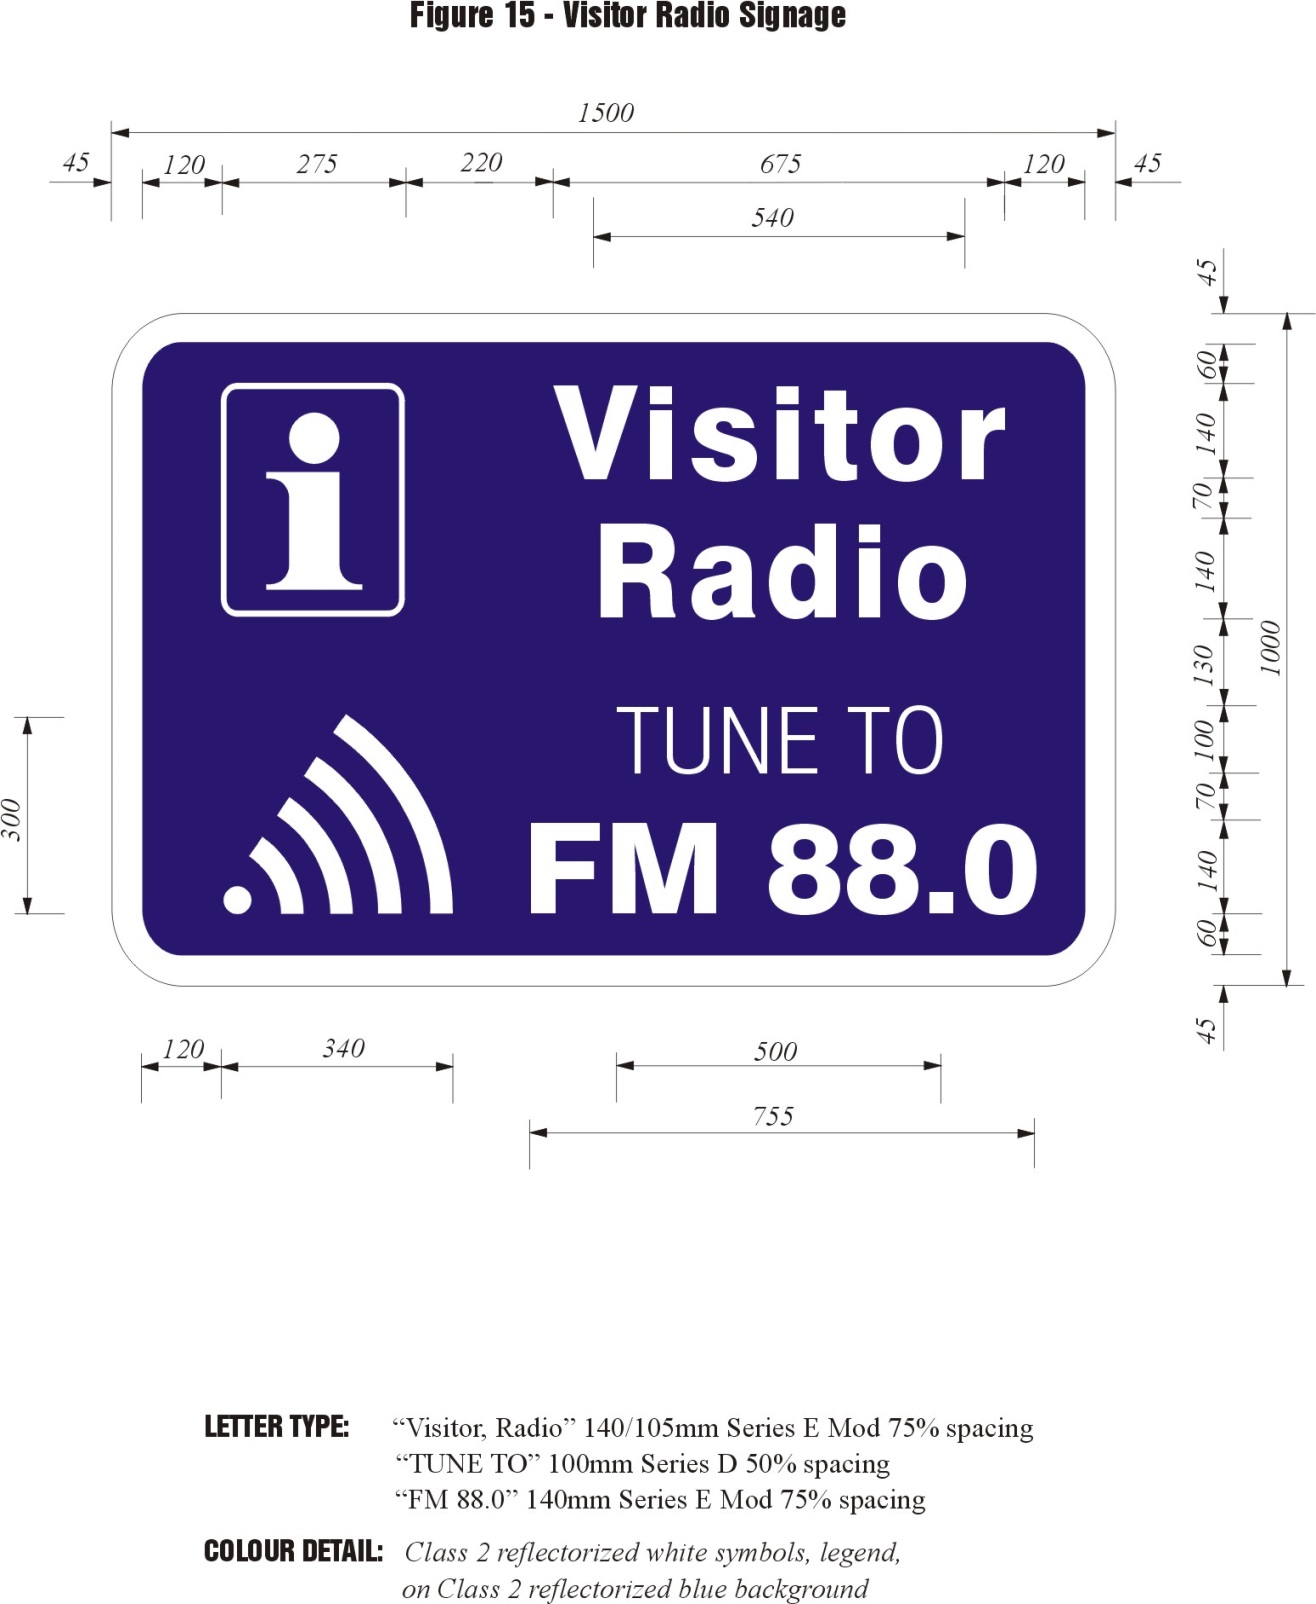 Figure 15 - Visitor Radio Signage
1500
45 120 275 220 675 120 45
540
45
60
140
70
140
130
1000
100
70
140
60
45
300
i
Visitor
Radio
TUNE TO
FM 88.0
120 340 500
755
LETTER TYPE: “Visitor, Radio” 140/105mm Series E Mod 75% spacing
“TUNE TO” 100mm Series D 50% spacing
“FM 88.0” 140mm Series E Mod 75% spacing
COLOUR DETAIL: Class 2 reflectorized white symbols, legend,
on Class 2 reflectorized blue background